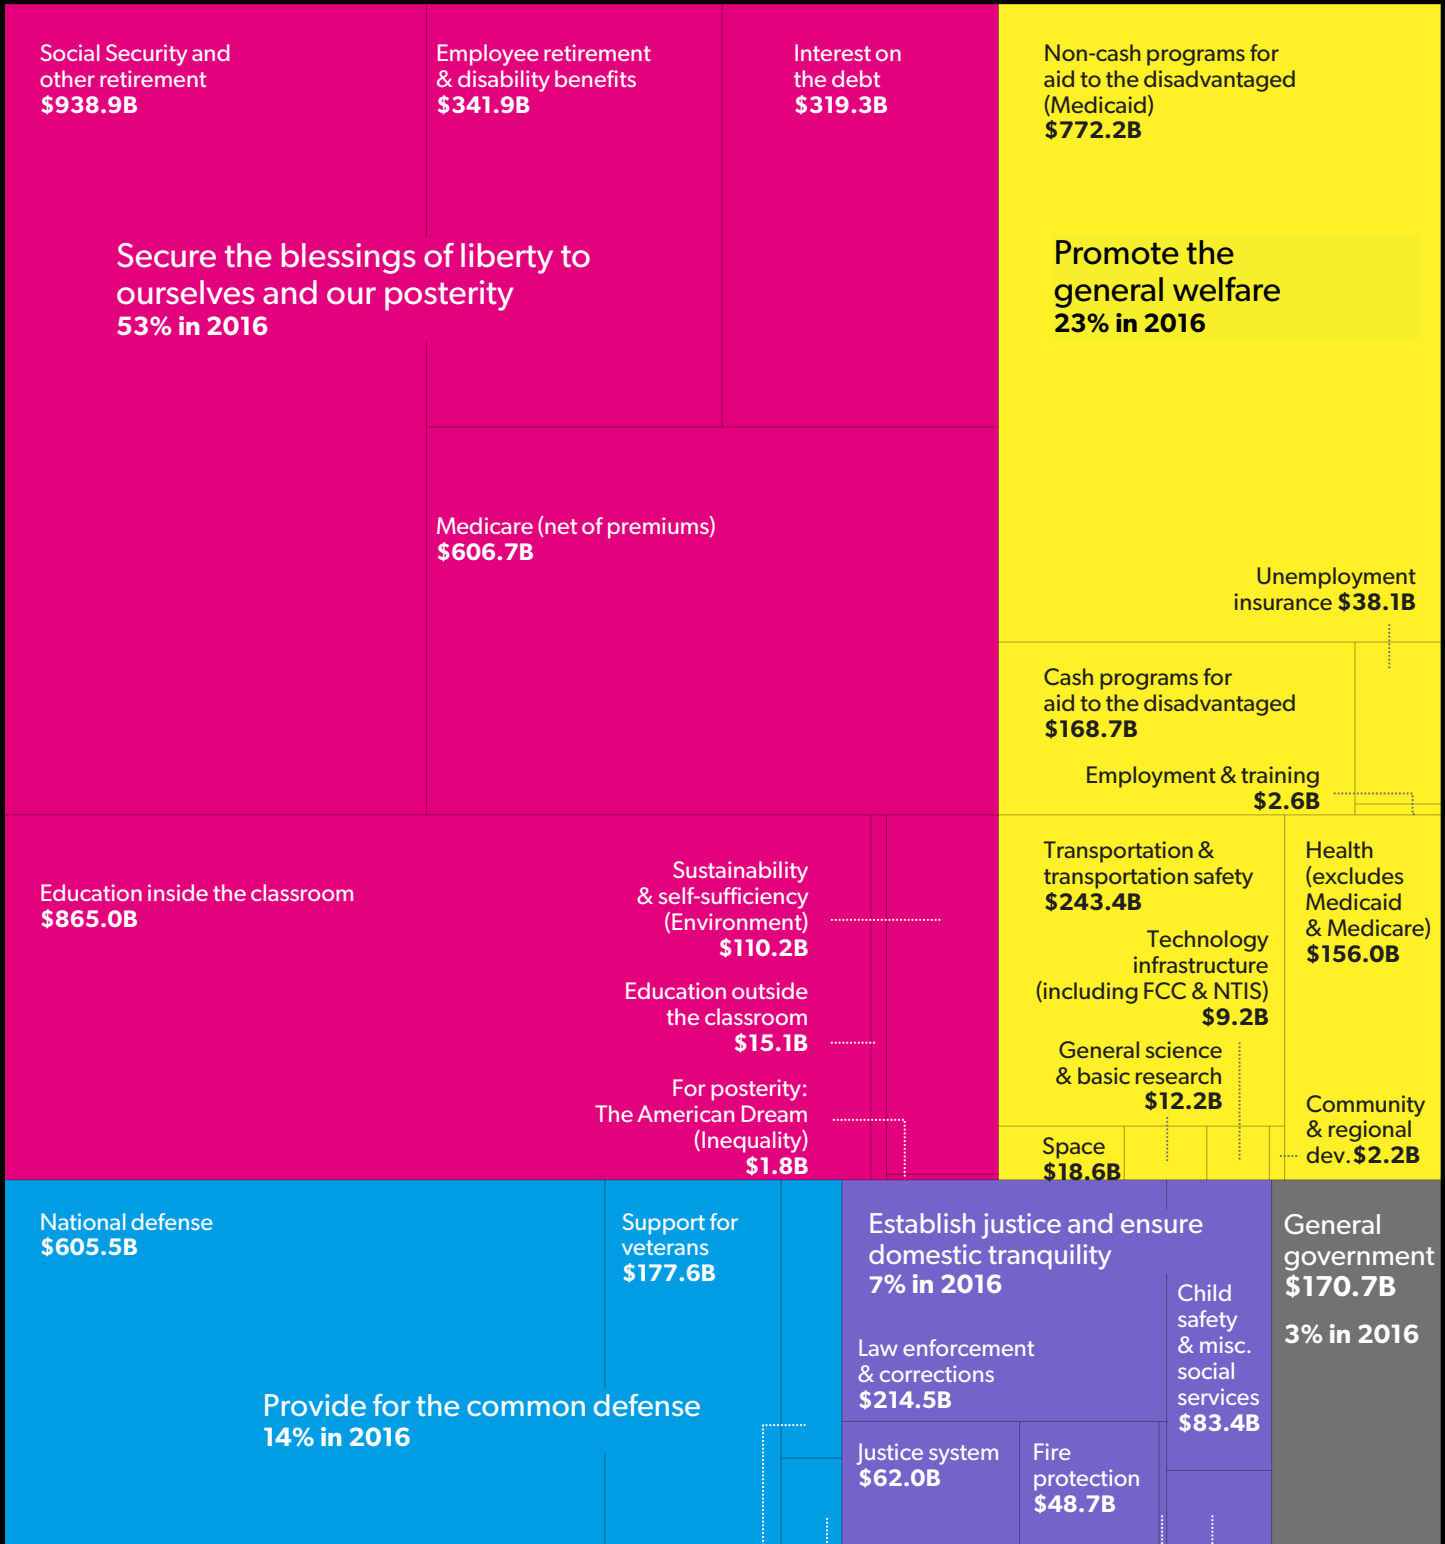 Social Security and
other retirement
$938.9B
Employee retirement
& disability benefits
$341.9B
Interest on
the debt
$319.3B
Non-cash programs for
aid to the disadvantaged
(Medicaid)
$772.2B
Secure the blessings of liberty to
ourselves and our posterity
53% in 2016
Promote the
general welfare
23% in 2016
Medicare (net of premiums)
$606.7B
Unemployment
insurance $38.1B
Cash programs for
aid to the disadvantaged
$168.7B
Employment & training
$2.6B
Education inside the classroom
$865.0B
Sustainability
& self-sufficiency
(Environment)
$110.2B
Education outside
the classroom
$15.1B
For posterity:
The American Dream
(Inequality)
$1.8B
Transportation &
transportation safety
$243.4B
Technology
infrastructure
(including FCC & NTIS)
$9.2B
General science
& basic research
$12.2B
Space
$18.6B
Health
(excludes
Medicaid
& Medicare)
$156.0B
Community
& regional
dev. $2.2B
National defense
$605.5B
Support for
veterans
$177.6B
Provide for the common defense
14% in 2016
Establish justice and ensure
domestic tranquility
7% in 2016
Law enforcement
& corrections
$214.5B
Child
safety
& misc.
social
services
$83.4B
Justice system
$62.0B
Fire
protection
$48.7B
General
government
$170.7B
3% in 2016